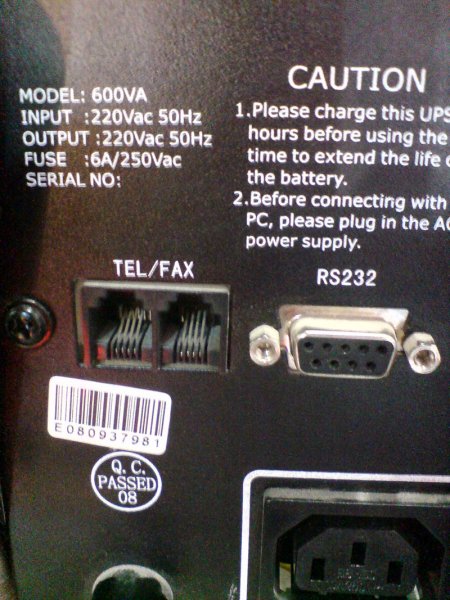 MODEL: 600VA
INPUT :220Vac 50Hz
OUTPUT :220Vac 50Hz
FUSE :6A/250Vac
SERIAL NO:
CAUTION
1.Please charge this UPS
hours before using the
time to extend the life
the battery.
2.Before connecting with
PC, please plug in the AC
power supply.
TEL/FAX
RS232
E080937981
Q.C.
PASSED
08